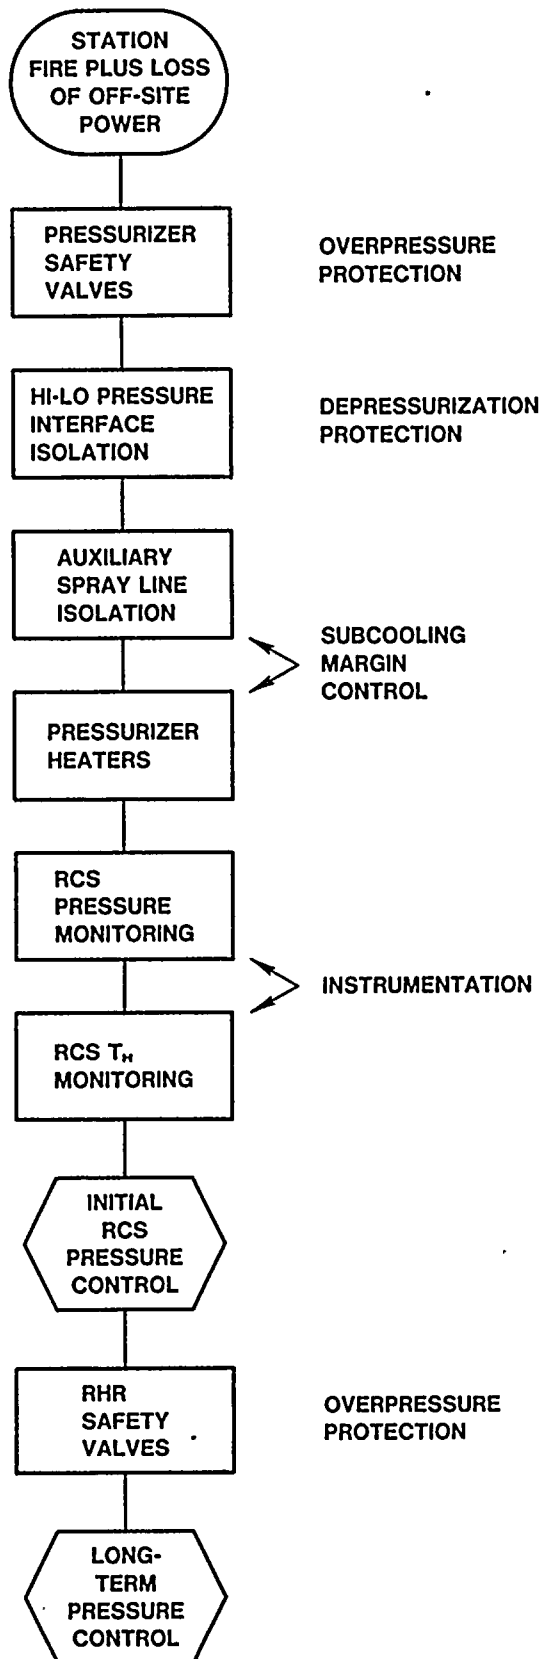 STATION
FIRE PLUS LOSS
OF OFF-SITE
POWER
PRESSURIZER
SAFETY
VALVES
OVERPRESSURE
PROTECTION
HI-LO PRESSURE
INTERFACE
ISOLATION
DEPRESSURIZATION
PROTECTION
AUXILIARY
SPRAY LINE
ISOLATION
SUBCOOLING
MARGIN
CONTROL
PRESSURIZER
HEATERS
RCS
PRESSURE
MONITORING
INSTRUMENTATION
RCS T_H
MONITORING
INITIAL
RCS
PRESSURE
CONTROL
RHR
SAFETY
VALVES
OVERPRESSURE
PROTECTION
LONG-
TERM
PRESSURE
CONTROL